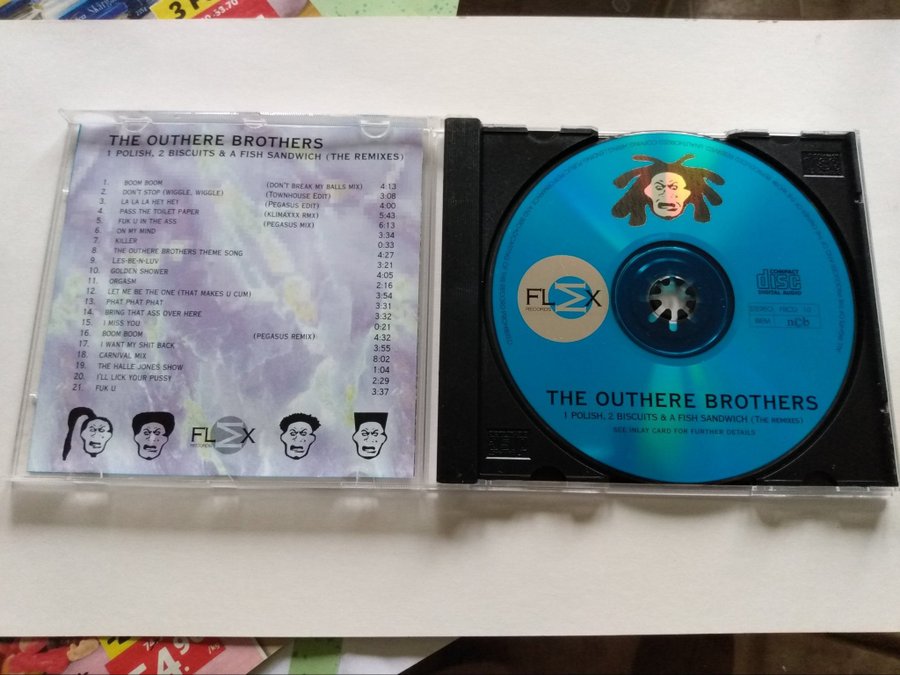 3 F
53.70
THE OUTHERE BROTHERS
1 POLISH, 2 BISCUITS & A FISH SANDWICH (THE REMIXES)
1. BOOM BOOM (DON'T BREAK MY BALLS MIX) 4:13
2. DON'T STOP (WIGGLE, WIGGLE) (TOWNHOUSE EDIT) 3:08
3. LA LA LA HEY HEY (PEGASUS EDIT) 4:00
4. PASS THE TOILET PAPER (KLIMAXXX RMX) 5:43
5. FUK U IN THE ASS (PEGASUS MIX) 6:13
6. ON MY MIND 3:34
7. KILLER 0:33
8. THE OUTHERE BROTHERS THEME SONG 4:27
9. LES-BE-N-LUV 3:21
10. GOLDEN SHOWER 4:05
11. ORGASM 2:16
12. LET ME BE THE ONE (THAT MAKES U CUM) 3:54
13. PHAT PHAT PHAT 3:31
14. BRING THAT ASS OVER HERE 3:32
15. I MISS YOU 0:21
16. BOOM BOOM (PEGASUS REMIX) 4:32
17. I WANT MY SHIT BACK 3:55
18. CARNIVAL MIX 8:02
19. THE HALLE JONES SHOW 1:04
20. I'LL LICK YOUR PUSSY 2:29
21. FUK U 3:37
FLEX
RECORDS
FLEX
RECORDS
COMPACT
disc
DIGITAL AUDIO
STEREO
BIEM
n©b
THE OUTHERE BROTHERS
1 POLISH, 2 BISCUITS & A FISH SANDWICH (THE REMIXES)
SEE INLAY CARD FOR FURTHER DETAILS